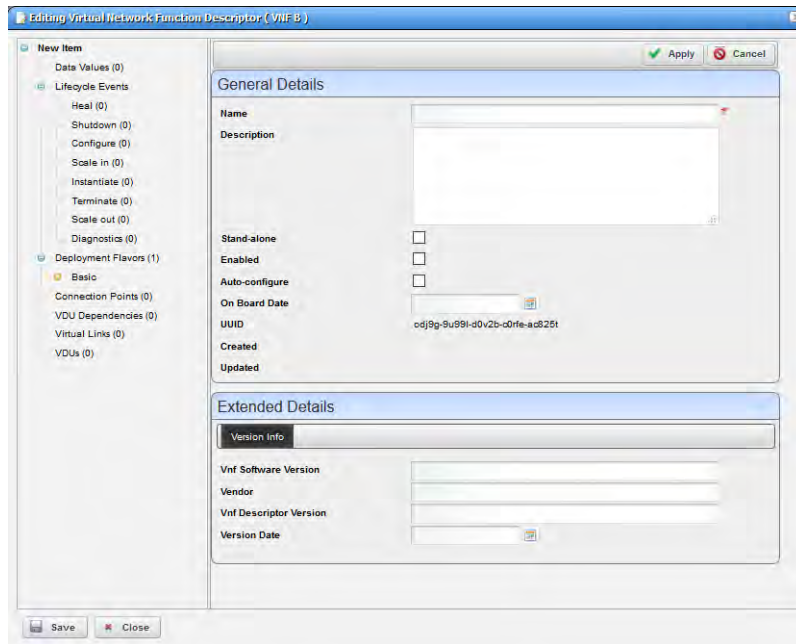 Editing Virtual Network Function Descriptor ( VNF B )
New Item
Data Values (0)
Lifecycle Events
Heal (0)
Shutdown (0)
Configure (0)
Scale in (0)
Instantiate (0)
Terminate (0)
Scale out (0)
Diagnostics (0)
Deployment Flavors (1)
Basic
Connection Points (0)
VDU Dependencies (0)
Virtual Links (0)
VDUs (0)
Apply Cancel
General Details
Name
Description
Stand-alone
Enabled
Auto-configure
On Board Date
UUID odj9g-9u99l-d0v2b-c0rfe-ac825t
Created
Updated
Extended Details
Version Info
Vnf Software Version
Vendor
Vnf Descriptor Version
Version Date
Save Close